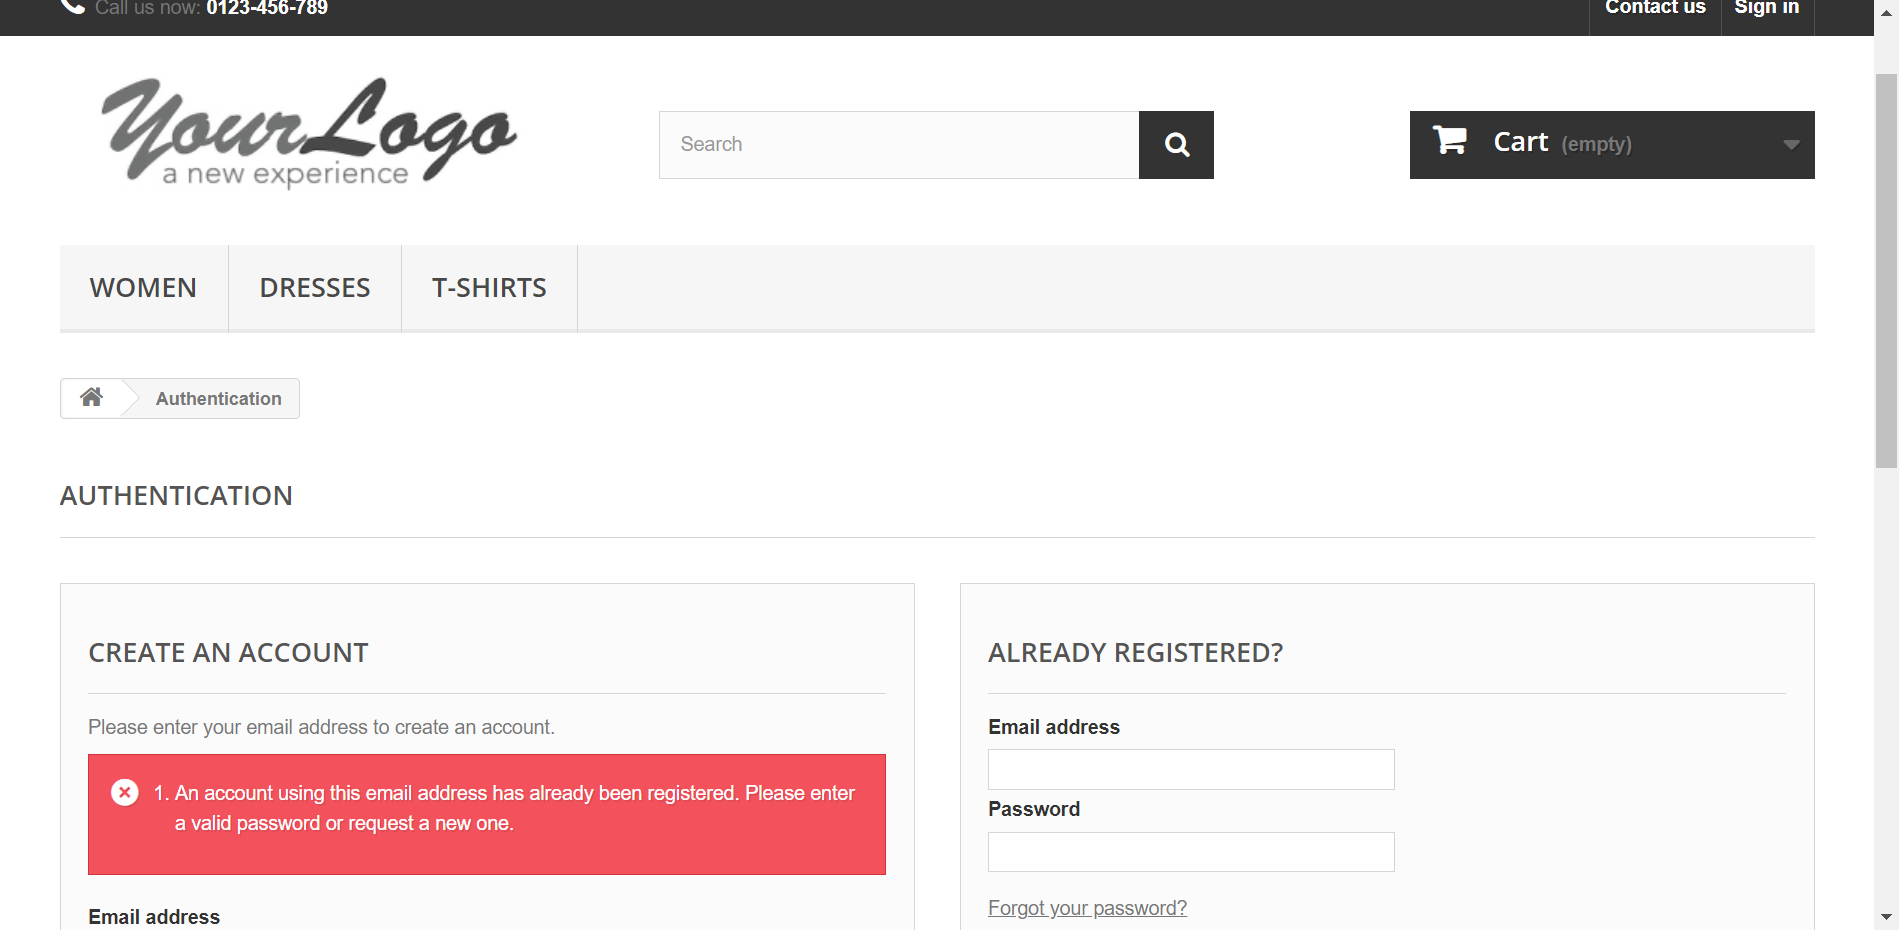 Call us now: 0123-456-789
Contact us
Sign in
YourLogo
a new experience
Search
Cart (empty)
WOMEN
DRESSES
T-SHIRTS
Authentication
AUTHENTICATION
CREATE AN ACCOUNT
Please enter your email address to create an account.
1. An account using this email address has already been registered. Please enter
a valid password or request a new one.
Email address
ALREADY REGISTERED?
Email address
Password
Forgot your password?